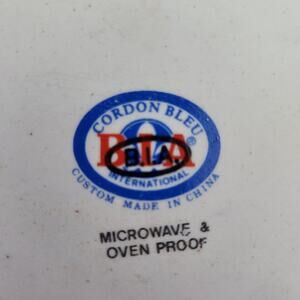 CORDON BLEU
BIA®
B.I.A.
INTERNATIONAL
CUSTOM MADE IN CHINA
MICROWAVE &
OVEN PROOF